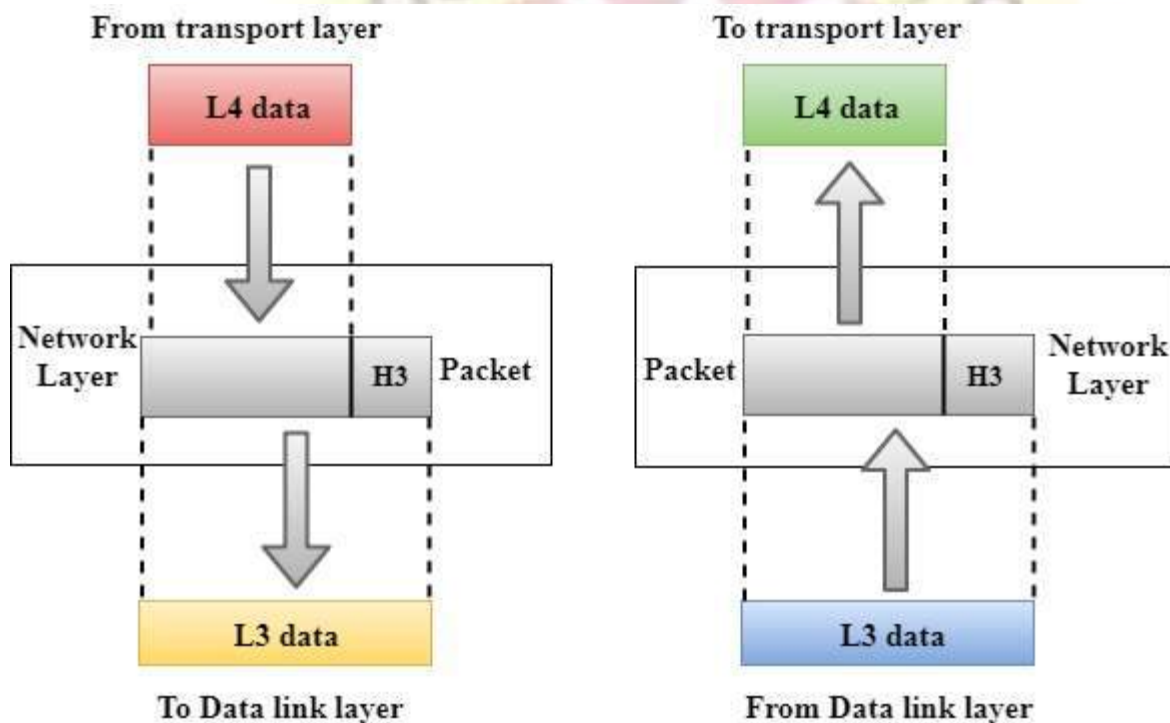 From transport layer
L4 data
Network
Layer
H3
Packet
L3 data
To Data link layer
To transport layer
L4 data
Packet
H3
Network
Layer
L3 data
From Data link layer